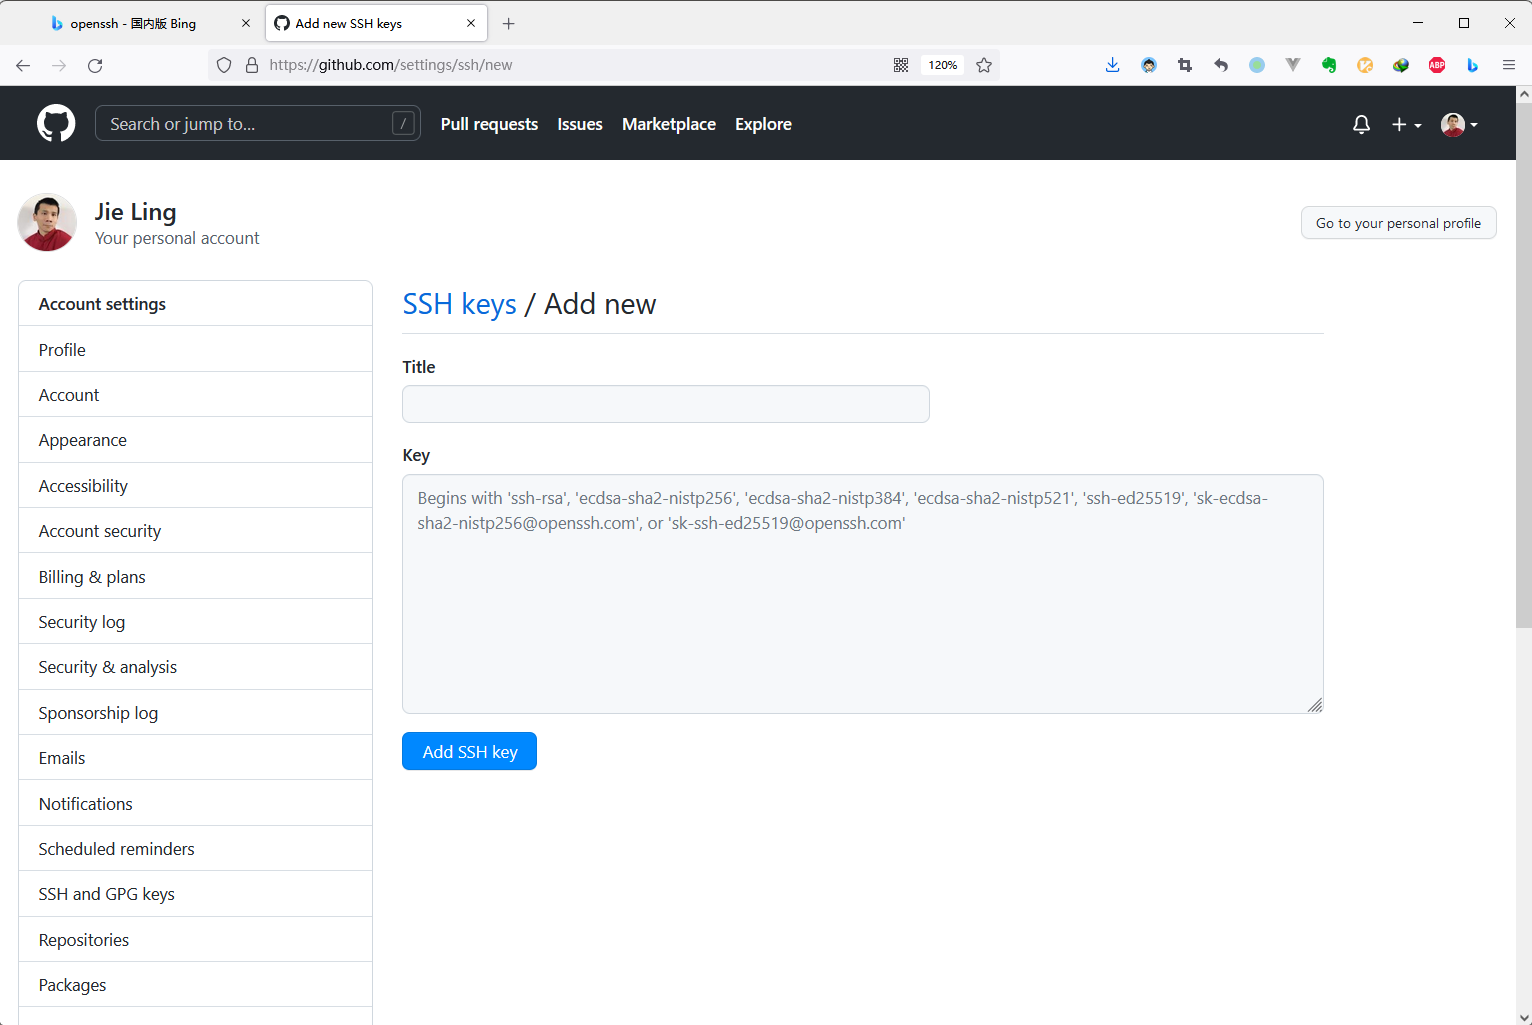 openssh - 国内版 Bing
Add new SSH keys
https://github.com/settings/ssh/new
120%
ABP
Search or jump to...
/
Pull requests
Issues
Marketplace
Explore
Jie Ling
Your personal account
Go to your personal profile
Account settings
Profile
Account
Appearance
Accessibility
Account security
Billing & plans
Security log
Security & analysis
Sponsorship log
Emails
Notifications
Scheduled reminders
SSH and GPG keys
Repositories
Packages
SSH keys / Add new
Title
Key
Begins with 'ssh-rsa', 'ecdsa-sha2-nistp256', 'ecdsa-sha2-nistp384', 'ecdsa-sha2-nistp521', 'ssh-ed25519', 'sk-ecdsa-
sha2-nistp256@openssh.com', or 'sk-ssh-ed25519@openssh.com'
Add SSH key